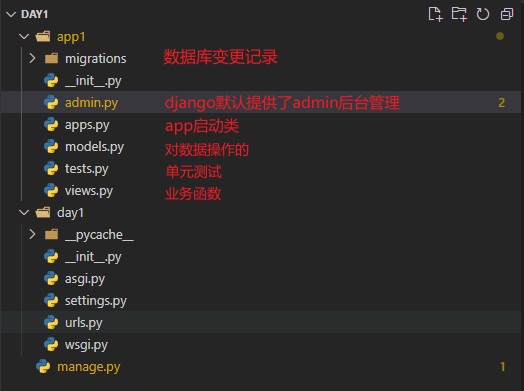 DAY1
app1
migrations 数据库变更记录
__init__.py
admin.py django默认提供了admin后台管理 2
apps.py app启动类
models.py 对数据操作的
tests.py 单元测试
views.py 业务函数
day1
__pycache__
__init__.py
asgi.py
settings.py
urls.py
wsgi.py
manage.py 1